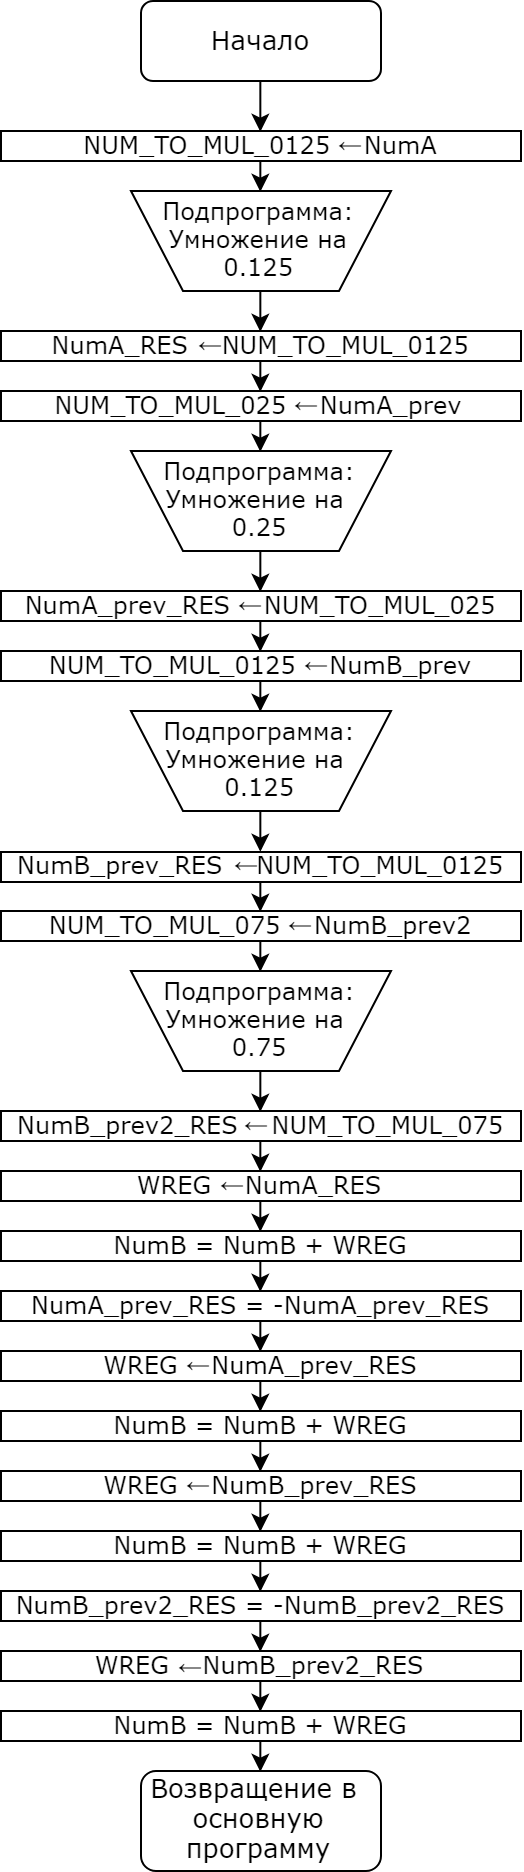 Начало
NUM_TO_MUL_0125 ←NumA
Подпрограмма:
Умножение на
0.125
NumA_RES ←NUM_TO_MUL_0125
NUM_TO_MUL_025 ←NumA_prev
Подпрограмма:
Умножение на
0.25
NumA_prev_RES ←NUM_TO_MUL_025
NUM_TO_MUL_0125 ←NumB_prev
Подпрограмма:
Умножение на
0.125
NumB_prev_RES ←NUM_TO_MUL_0125
NUM_TO_MUL_075 ←NumB_prev2
Подпрограмма:
Умножение на
0.75
NumB_prev2_RES ←NUM_TO_MUL_075
WREG ←NumA_RES
NumB = NumB + WREG
NumA_prev_RES = -NumA_prev_RES
WREG ←NumA_prev_RES
NumB = NumB + WREG
WREG ←NumB_prev_RES
NumB = NumB + WREG
NumB_prev2_RES = -NumB_prev2_RES
WREG ←NumB_prev2_RES
NumB = NumB + WREG
Возвращение в
основную
программу